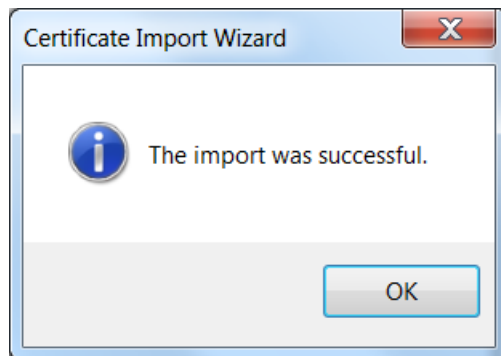 Certificate Import Wizard
The import was successful.
OK